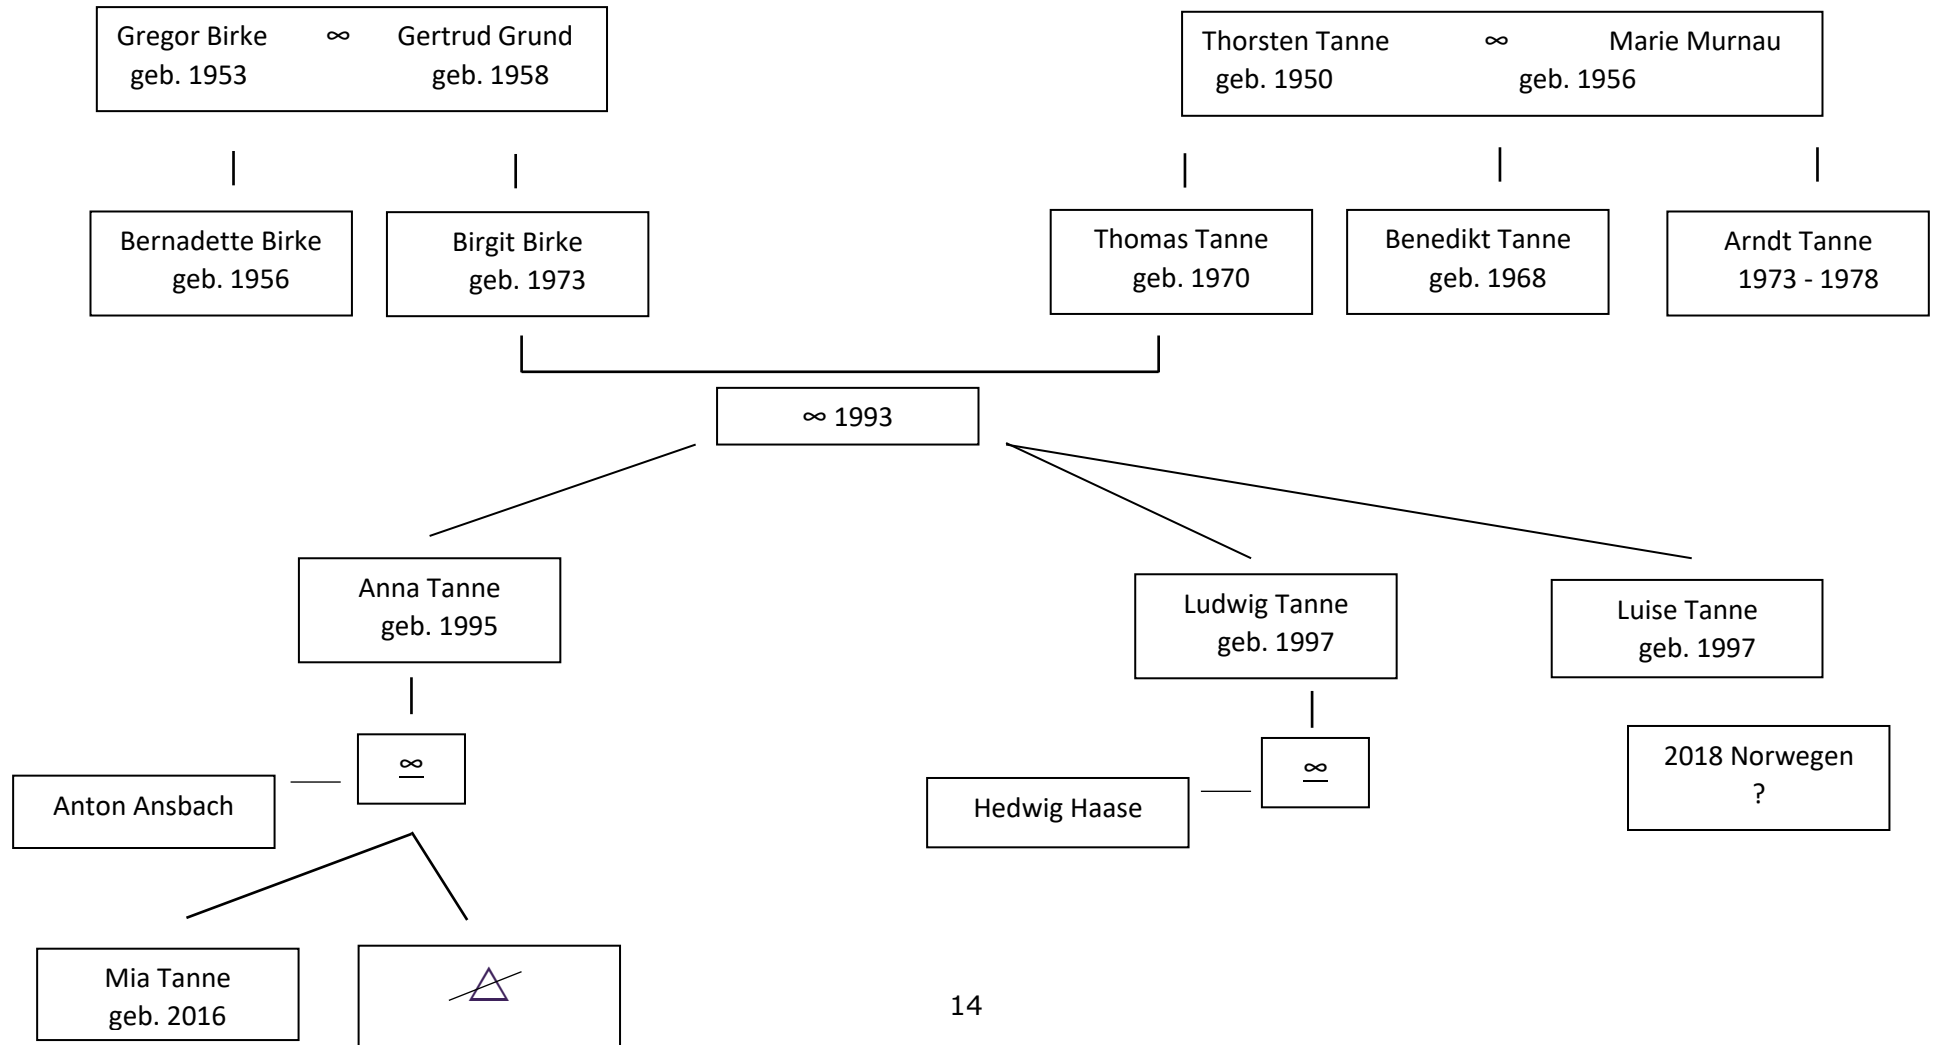 Gregor Birke ∞ Gertrud Grund
geb. 1953 geb. 1958
Thorsten Tanne ∞ Marie Murnau
geb. 1950 geb. 1956
Bernadette Birke
geb. 1956
Birgit Birke
geb. 1973
Thomas Tanne
geb. 1970
Benedikt Tanne
geb. 1968
Arndt Tanne
1973 - 1978
∞ 1993
Anna Tanne
geb. 1995
Ludwig Tanne
geb. 1997
Luise Tanne
geb. 1997
∞
Anton Ansbach
∞
Hedwig Haase
2018 Norwegen
?
Mia Tanne
geb. 2016
14